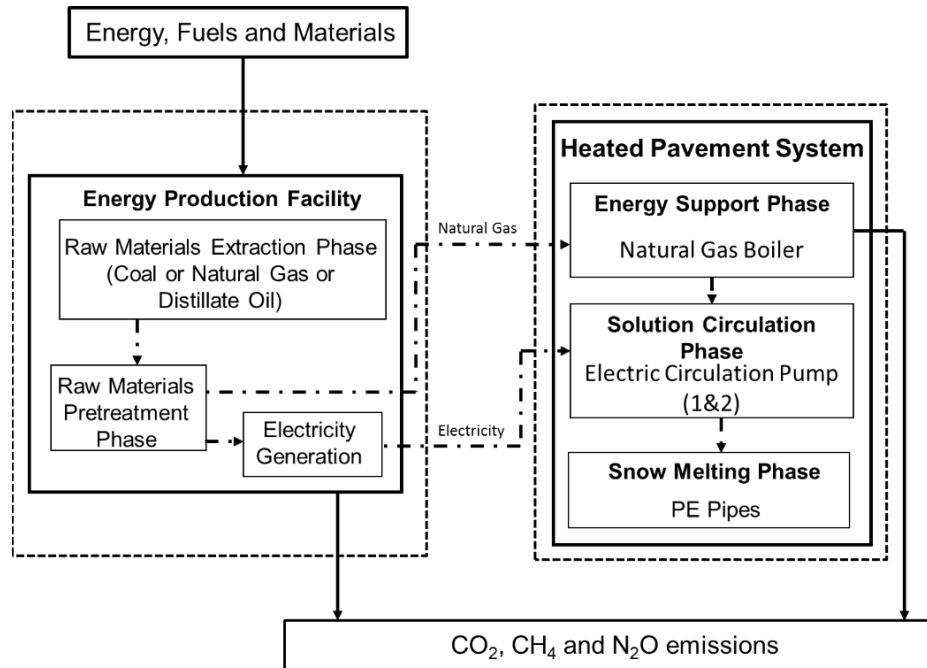 Energy, Fuels and Materials
Energy Production Facility
Raw Materials Extraction Phase
(Coal or Natural Gas or
Distillate Oil)
Raw Materials
Pretreatment
Phase
Electricity
Generation
Natural Gas
Electricity
Heated Pavement System
Energy Support Phase
Natural Gas Boiler
Solution Circulation
Phase
Electric Circulation Pump
(1&2)
Snow Melting Phase
PE Pipes
CO₂, CH₄ and N₂O emissions